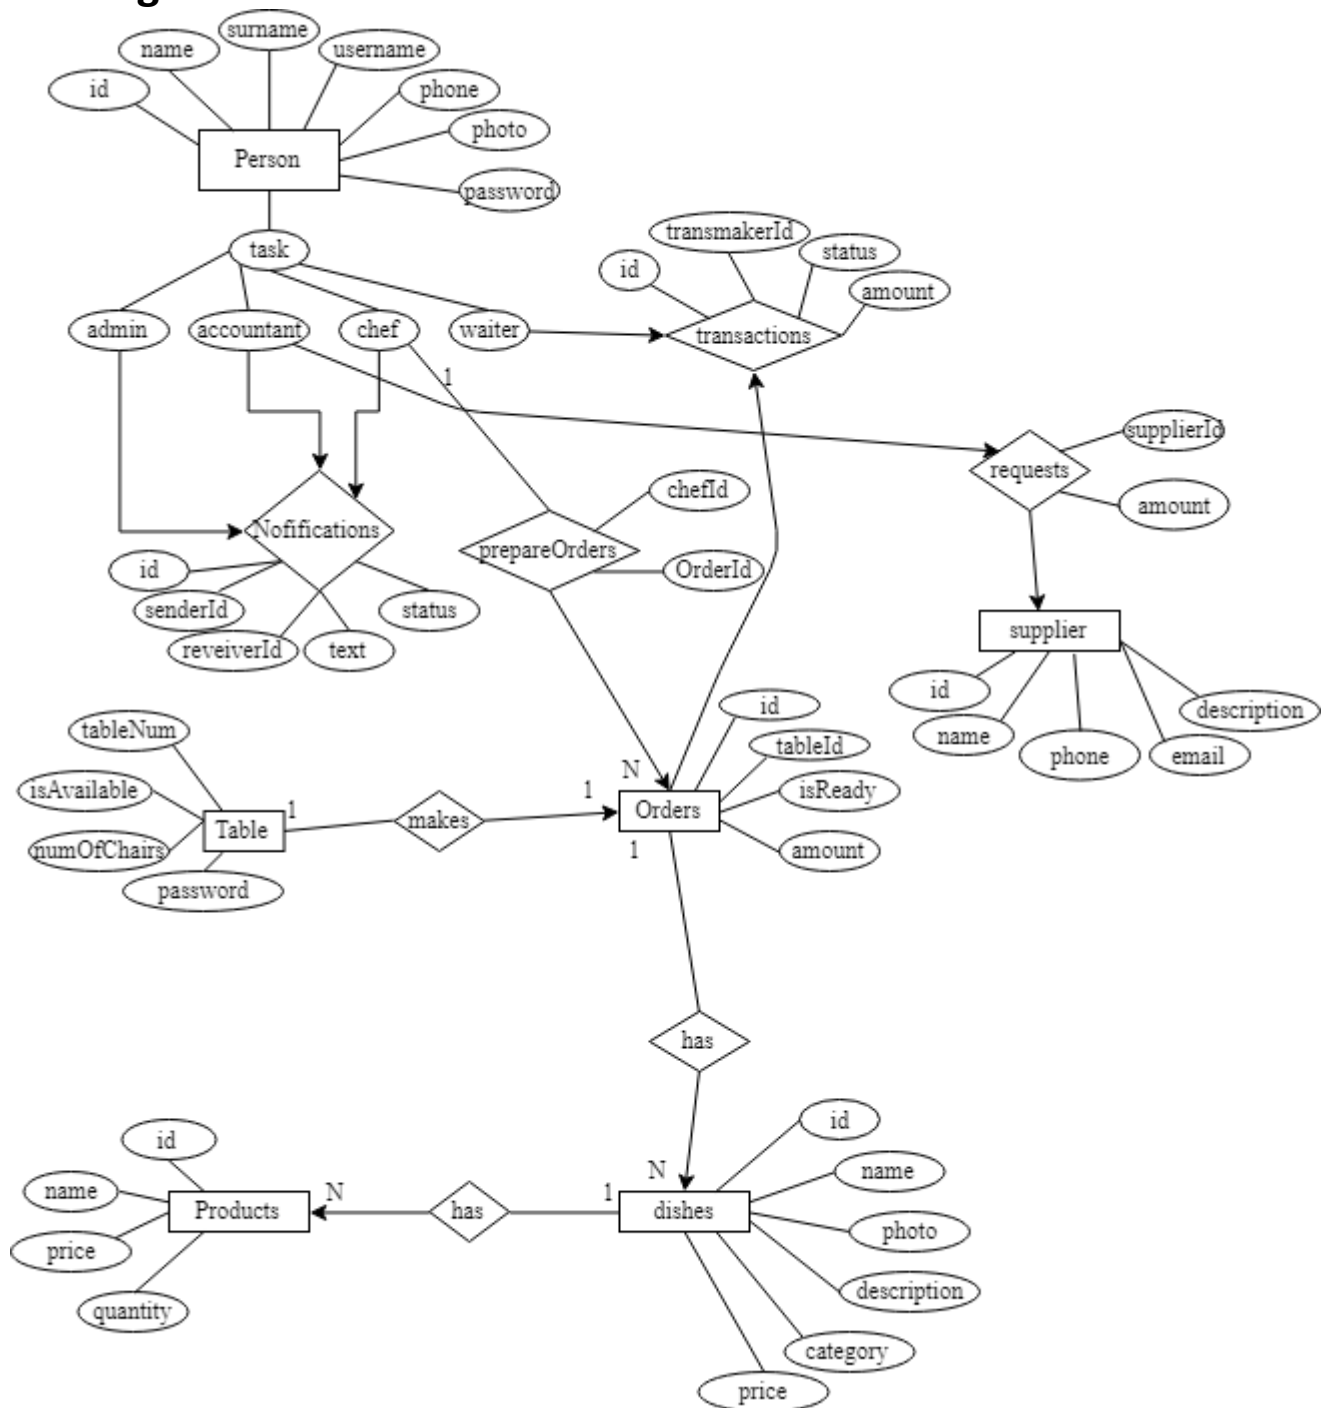 surname
name
username
id
phone
photo
Person
password
transmakerId
task
status
id
amount
admin
accountant
chef
waiter
transactions
1
supplierId
requests
chefId
amount
Nofifications
prepareOrders
id
OrderId
senderId
status
supplier
reveiverId
text
id
id
description
tableNum
name
tableId
phone
email
N
isAvailable
1
isReady
1
Orders
Table
makes
numOfChairs
1
amount
password
has
id
id
N
name
name
N
1
Products
has
dishes
photo
price
description
quantity
category
price